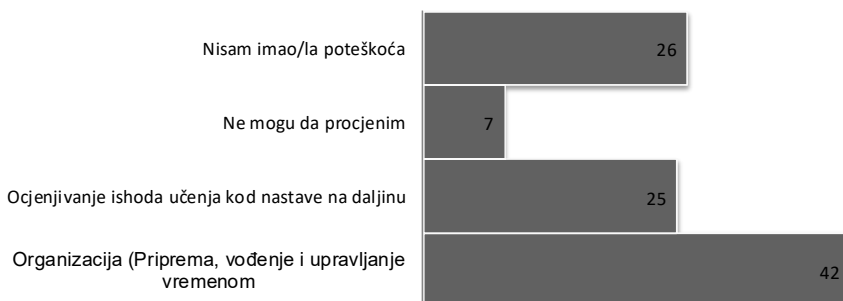 Nisam imao/la poteškoća
26
Ne mogu da procjenim
7
Ocjenjivanje ishoda učenja kod nastave na daljinu
25
Organizacija (Priprema, vođenje i upravljanje
vremenom
42